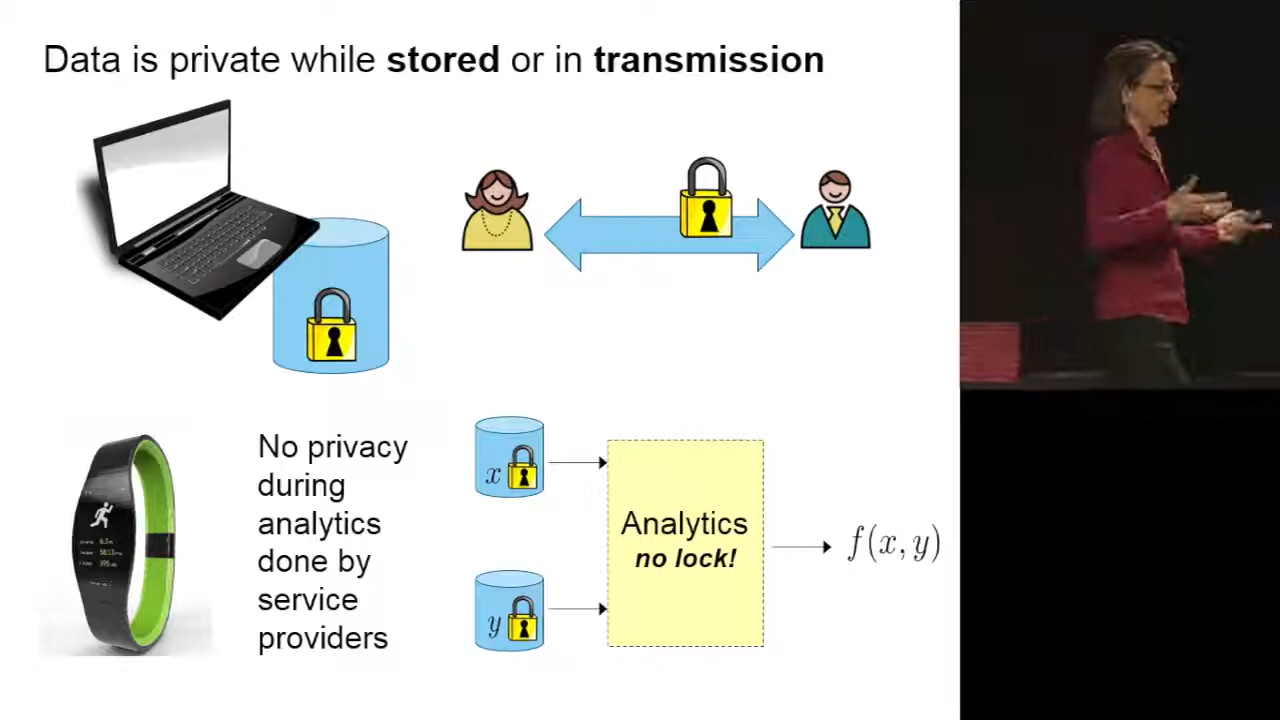 Data is private while stored or in transmission
No privacy
during
analytics
done by
service
providers
x
y
Analytics
no lock!
f(x, y)